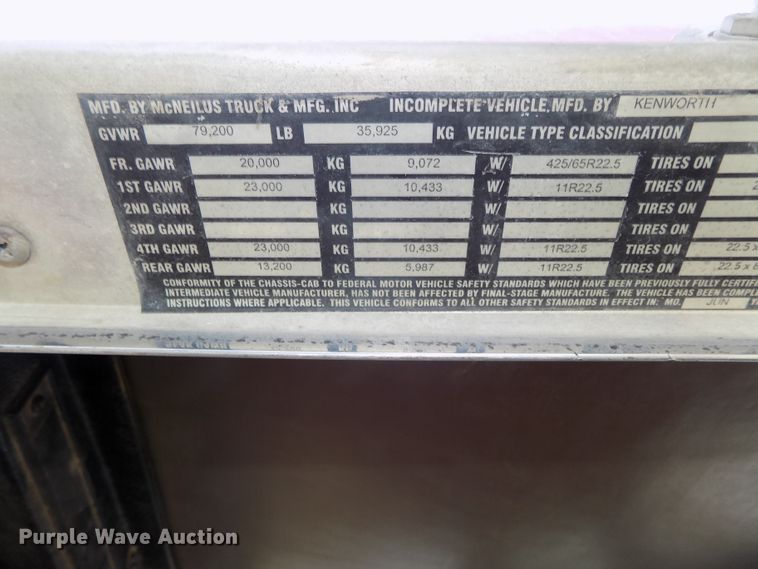 MFD. BY McNEILUS TRUCK & MFG. INC INCOMPLETE VEHICLE MFD. BY KENWORTH
GVWR 79,200 LB 35,925 KG VEHICLE TYPE CLASSIFICATION
FR. GAWR 20,000 KG 9,072 W/ 425/65R22.5 TIRES ON
1ST GAWR 23,000 KG 10,433 W/ 11R22.5 TIRES ON 2
2ND GAWR KG W/ TIRES ON
3RD GAWR KG W/ TIRES ON
4TH GAWR 23,000 KG 10,433 W/ 11R22.5 TIRES ON 22.5 x
REAR GAWR 13,200 KG 5,987 W/ 11R22.5 TIRES ON 22.5 x 8
CONFORMITY OF THE CHASSIS-CAB TO FEDERAL MOTOR VEHICLE SAFETY STANDARDS WHICH HAVE BEEN PREVIOUSLY FULLY CERTIF
INTERMEDIATE VEHICLE MANUFACTURER, HAS NOT BEEN AFFECTED BY FINAL-STAGE MANUFACTURE. THE VEHICLE HAS BEEN COMPL
INSTRUCTIONS WHERE APPLICABLE. THIS VEHICLE CONFORMS TO ALL OTHER SAFETY STANDARDS IN EFFECT IN: MO. JUN
Purple Wave Auction